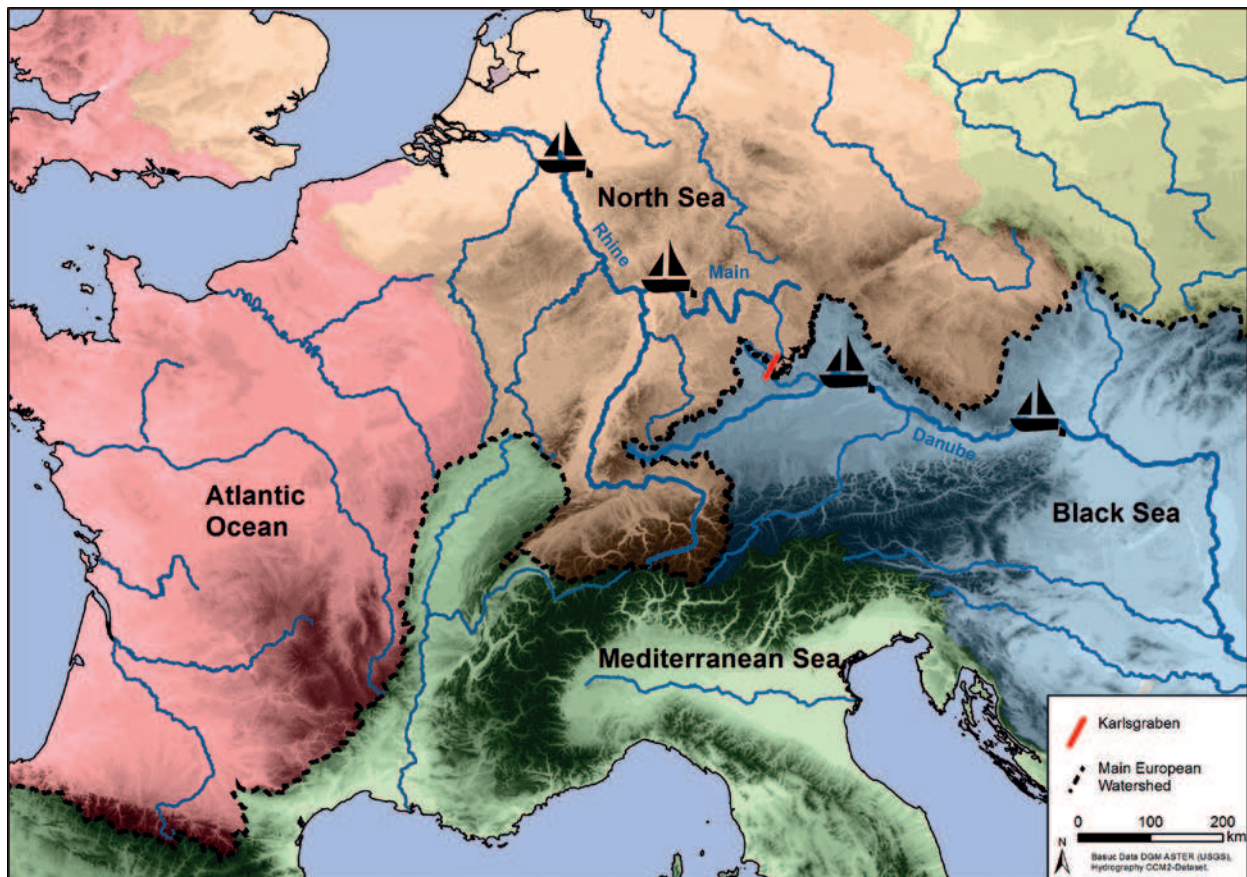 North Sea
Rhine
Main
Danube
Atlantic
Ocean
Black Sea
Mediterranean Sea
Karlsgraben
Main European
Watershed
0 100 200
km
N
Basuc Data DGM ASTER (USGS),
Hydrography CCM2-Dataset.